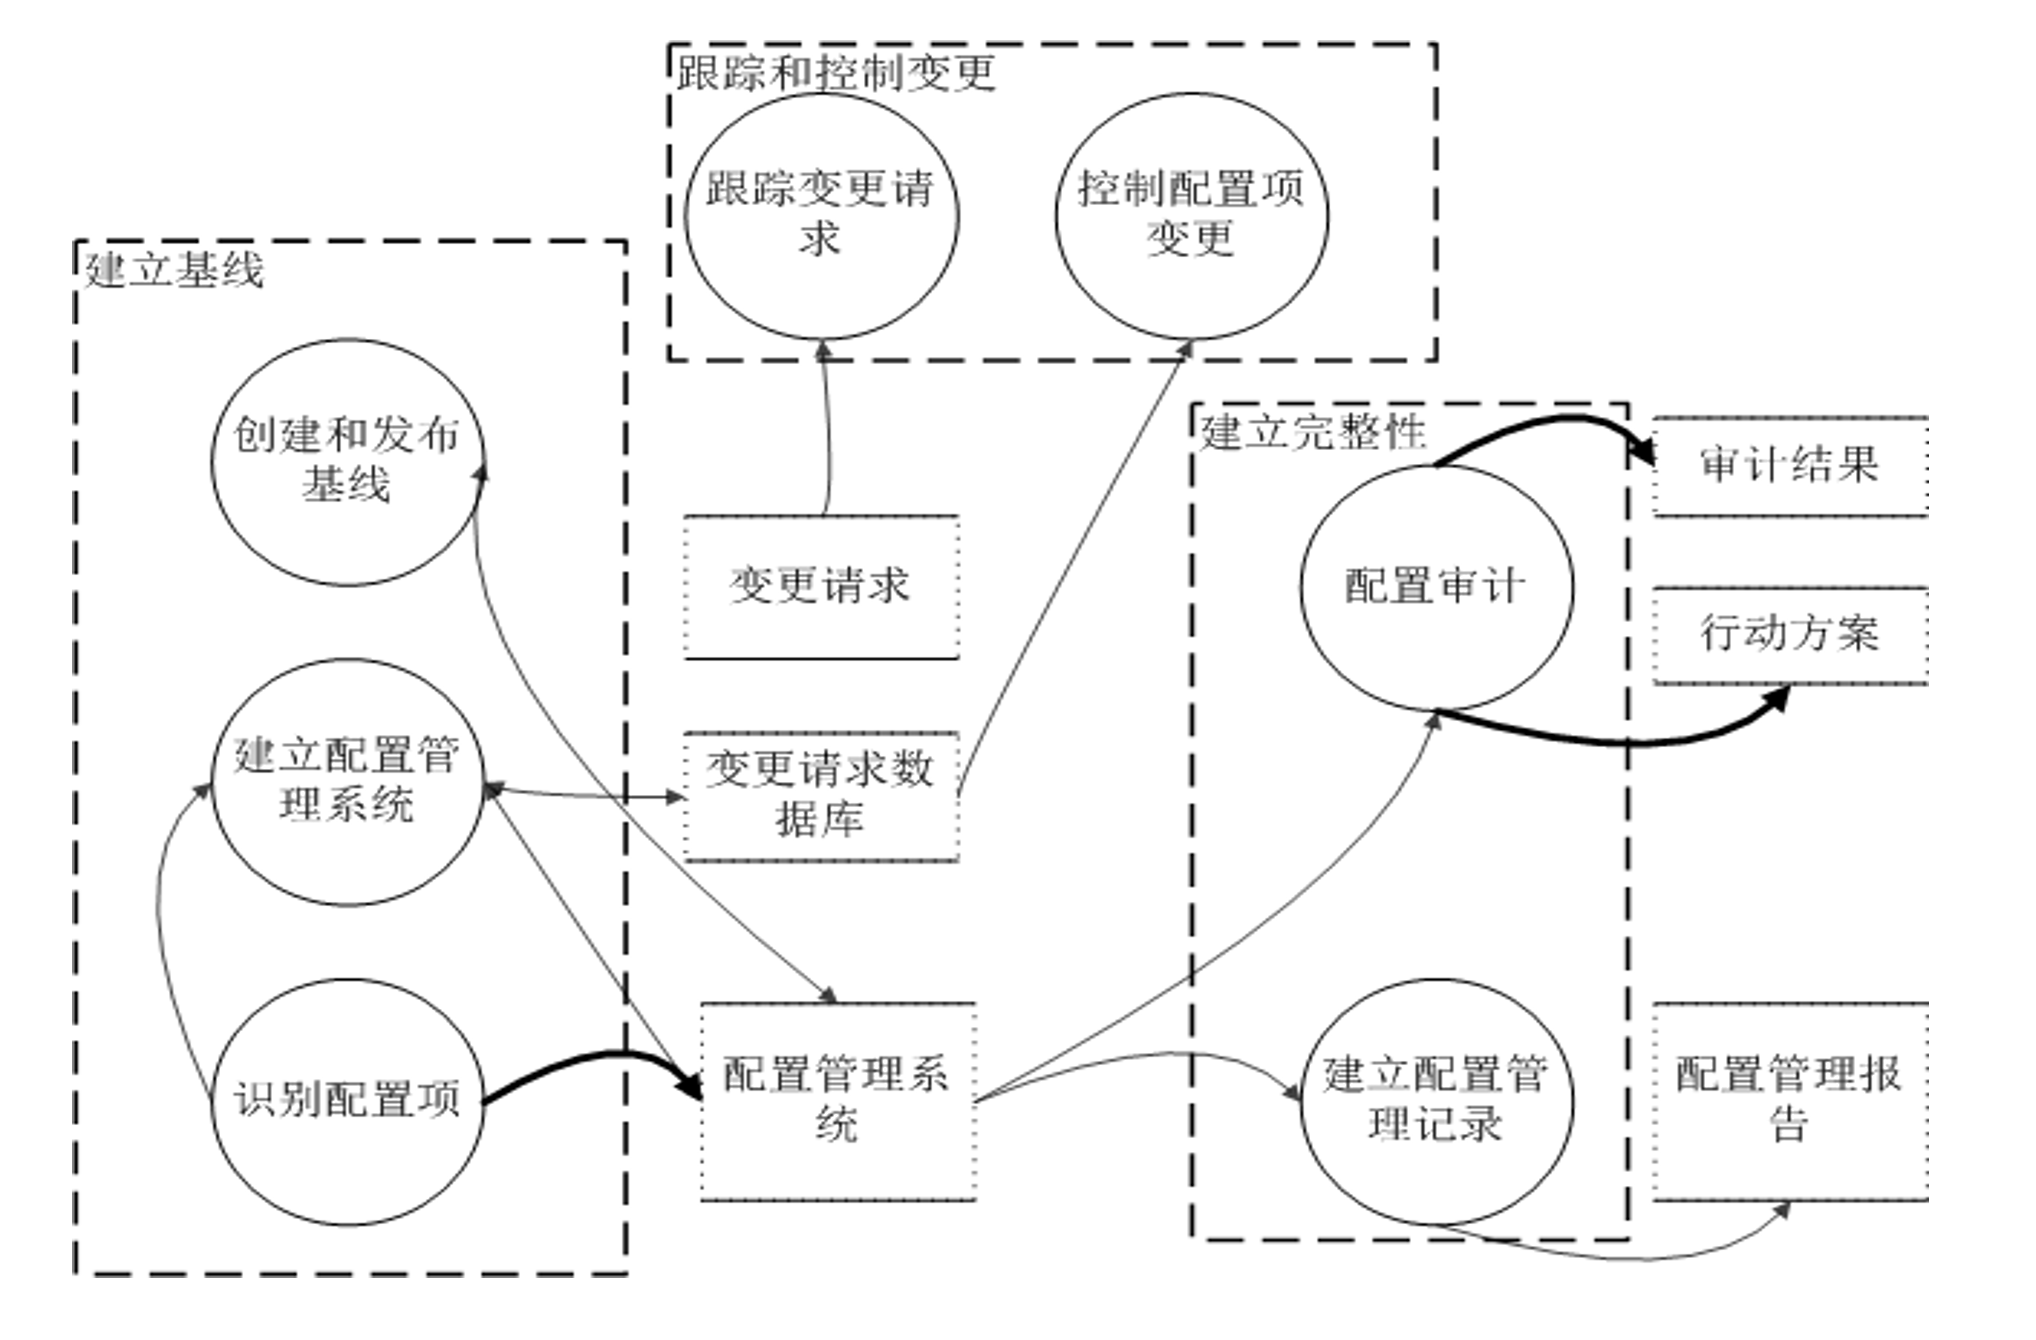 跟踪和控制变更
跟踪变更请
求
控制配置项
变更
建立基线
创建和发布
基线
建立配置管
理系统
识别配置项
变更请求
变更请求数
据库
配置管理系
统
建立完整性
配置审计
建立配置管
理记录
审计结果
行动方案
配置管理报
告